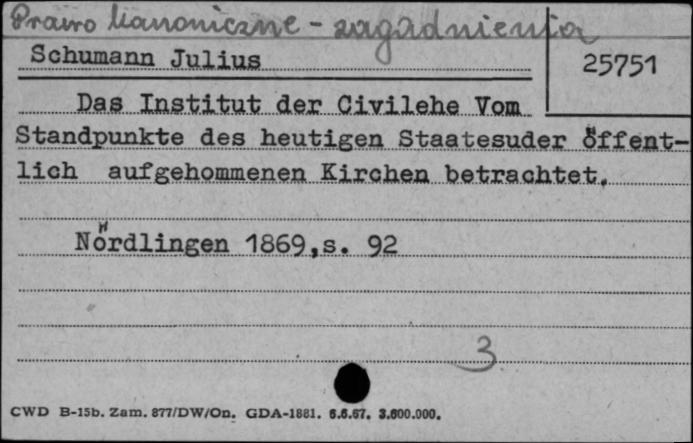 Prawo kanoniczne - zagadnienia
Schumann Julius
25751
Das Institut der Civilehe Vom
Standpunkte des heutigen Staatesuder öffent-
lich aufgehommenen Kirchen betrachtet.
Nördlingen 1869,s. 92
3
CWD B-15b. Zam. 877/DW/On. GDA-1881. 6.6.67. 3.600.000.